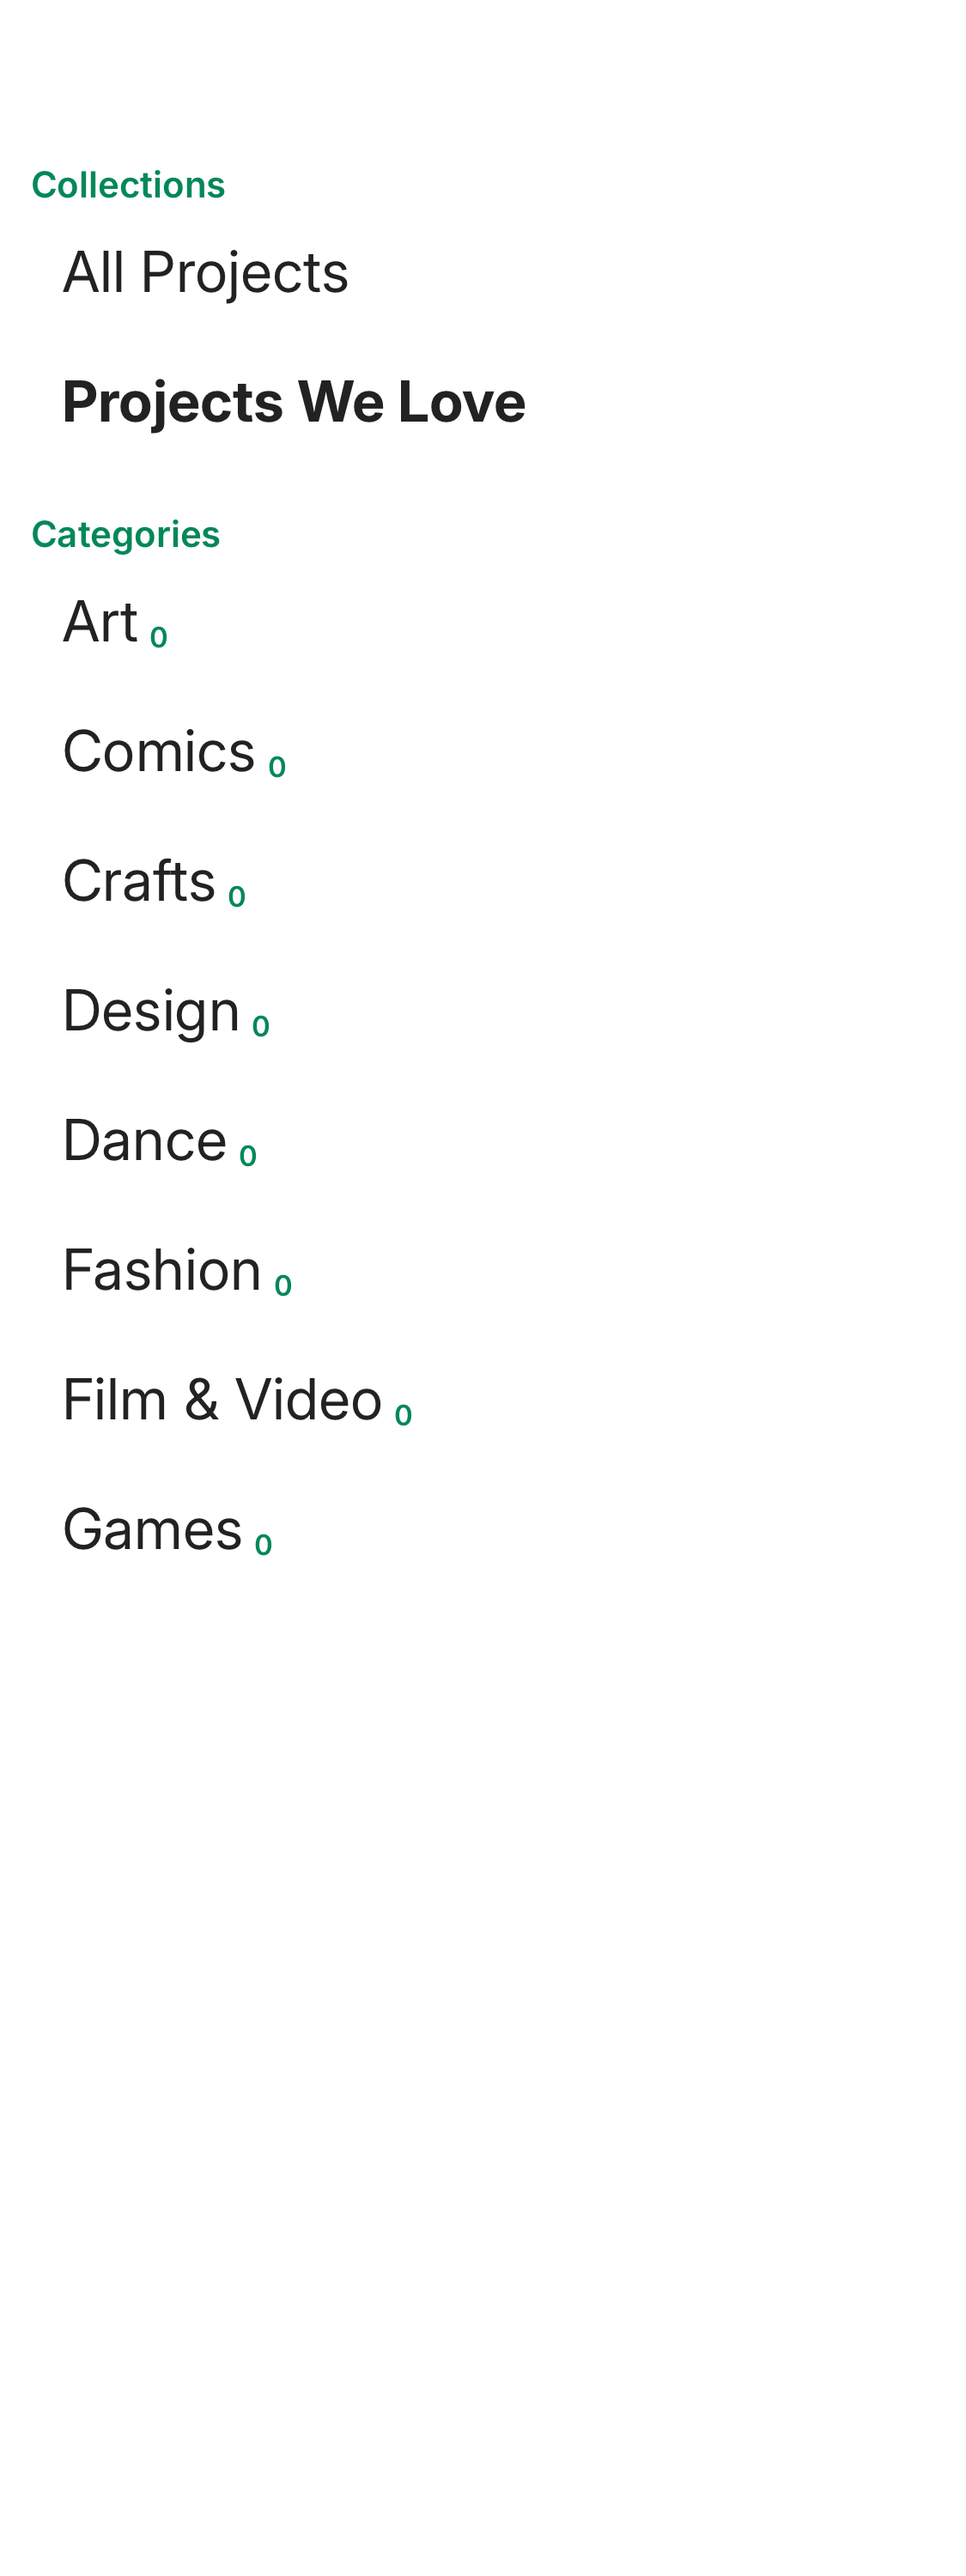 Collections
All Projects
Projects We Love
Categories
Art 0
Comics 0
Crafts 0
Design 0
Dance 0
Fashion 0
Film & Video 0
Games 0